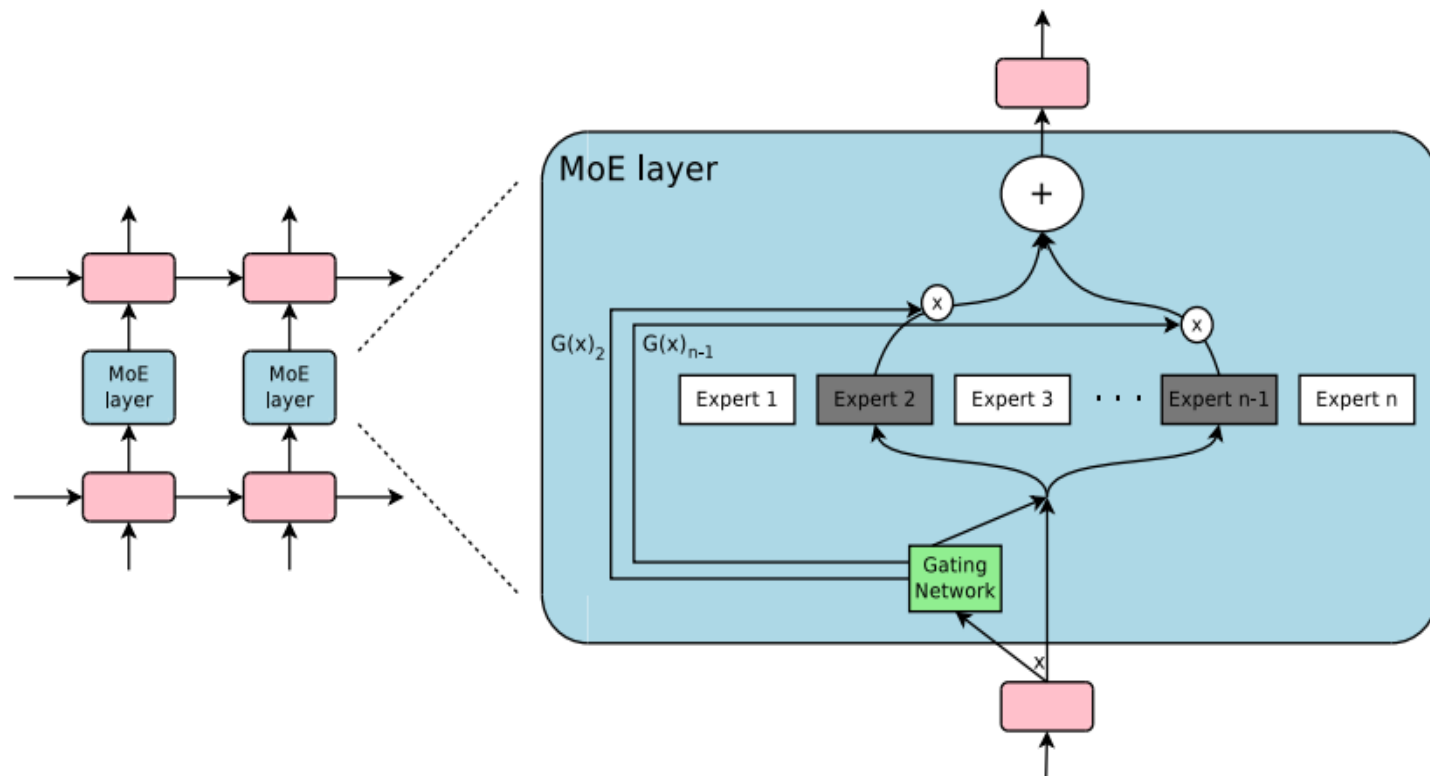 MoE
layer
MoE
layer
MoE layer
+
x
x
G(x)₂
G(x)ₙ₋₁
Expert 1
Expert 2
Expert 3
. . .
Expert n-1
Expert n
Gating
Network
x